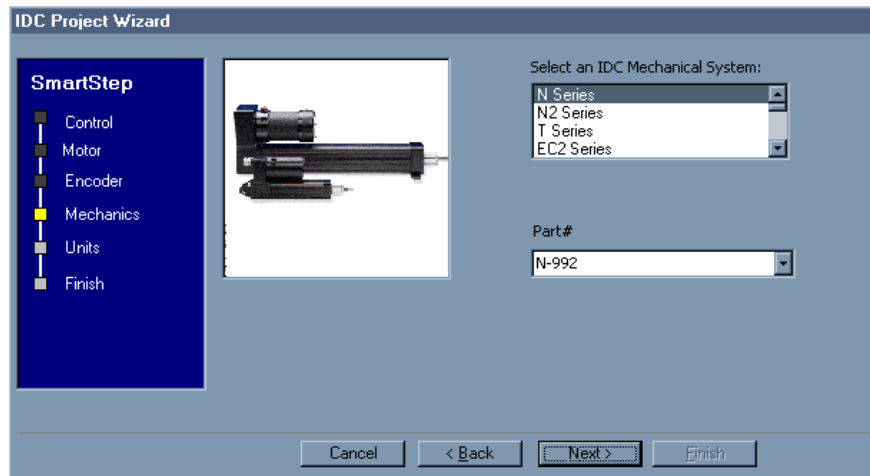 IDC Project Wizard
SmartStep
Control
Motor
Encoder
Mechanics
Units
Finish
Select an IDC Mechanical System:
N Series
N2 Series
T Series
EC2 Series
Part#
N-992
Cancel
< Back
Next >
Finish